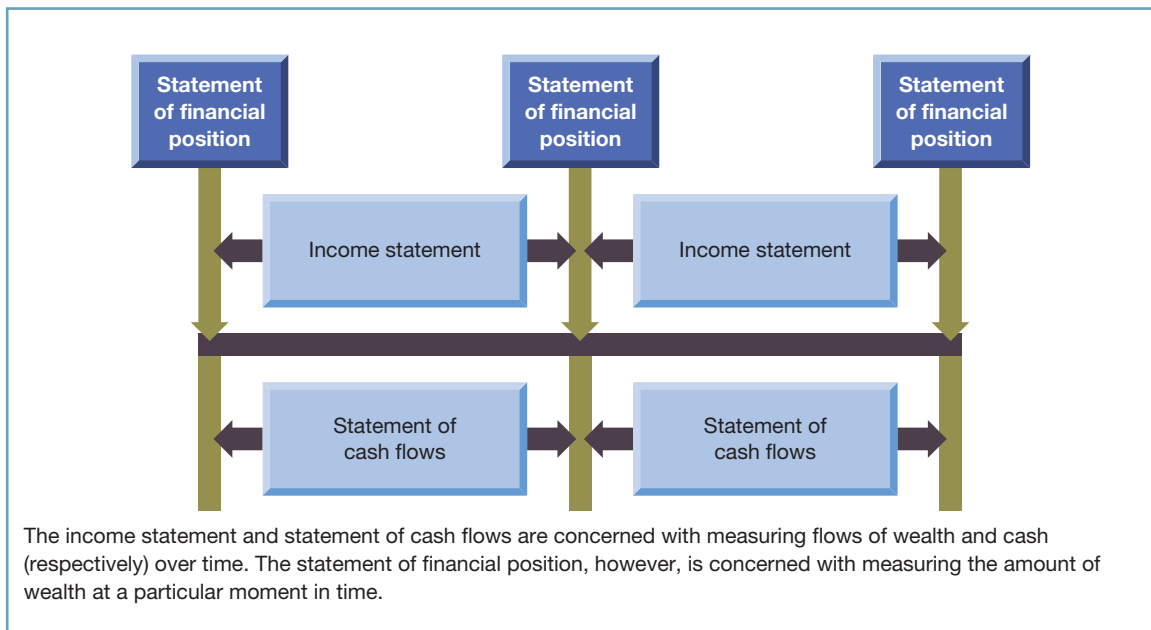 Statement
of financial
position
Statement
of financial
position
Statement
of financial
position
Income statement
Income statement
Statement of
cash flows
Statement of
cash flows
The income statement and statement of cash flows are concerned with measuring flows of wealth and cash
(respectively) over time. The statement of financial position, however, is concerned with measuring the amount of
wealth at a particular moment in time.